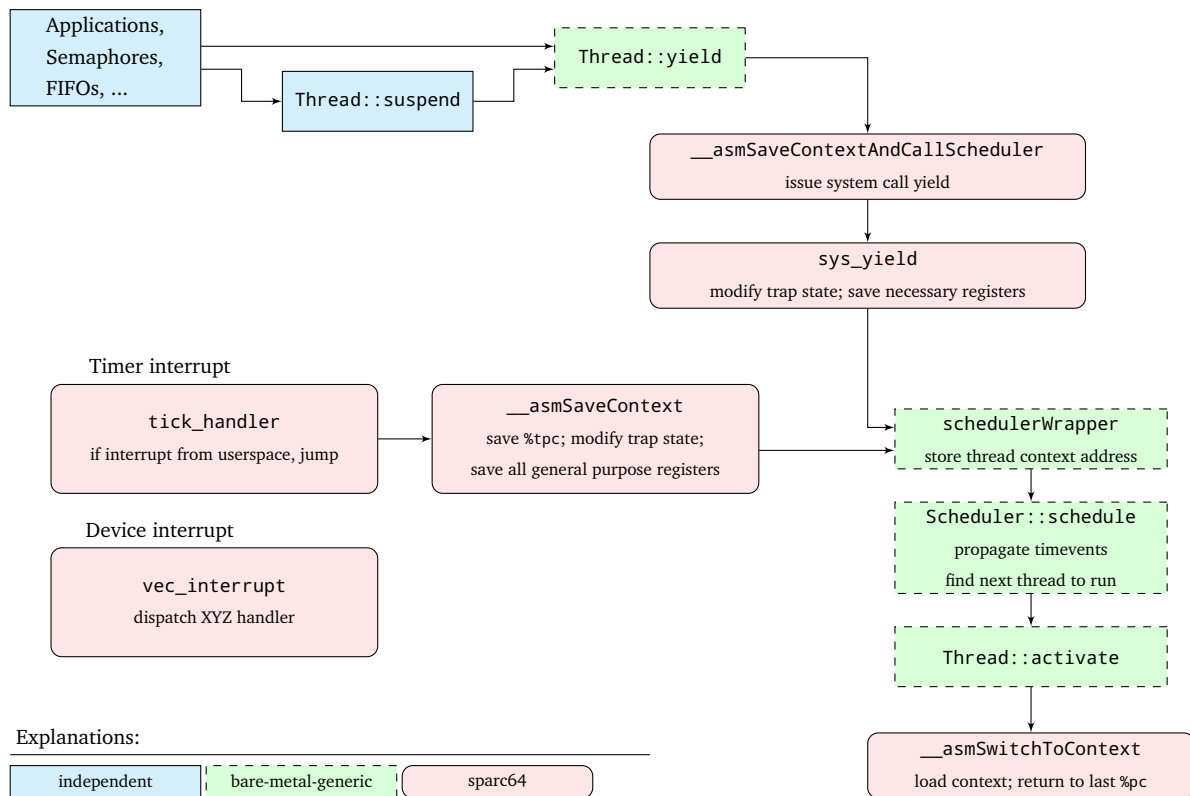 Applications,
Semaphores,
FIFOs, ...
Thread::suspend
Thread::yield
__asmSaveContextAndCallScheduler
issue system call yield
sys_yield
modify trap state; save necessary registers
Timer interrupt
tick_handler
if interrupt from userspace, jump
__asmSaveContext
save %tpc; modify trap state;
save all general purpose registers
schedulerWrapper
store thread context address
Scheduler::schedule
propagate timevents
find next thread to run
Device interrupt
vec_interrupt
dispatch XYZ handler
Thread::activate
__asmSwitchToContext
load context; return to last %pc
Explanations:
independent
bare-metal-generic
sparc64